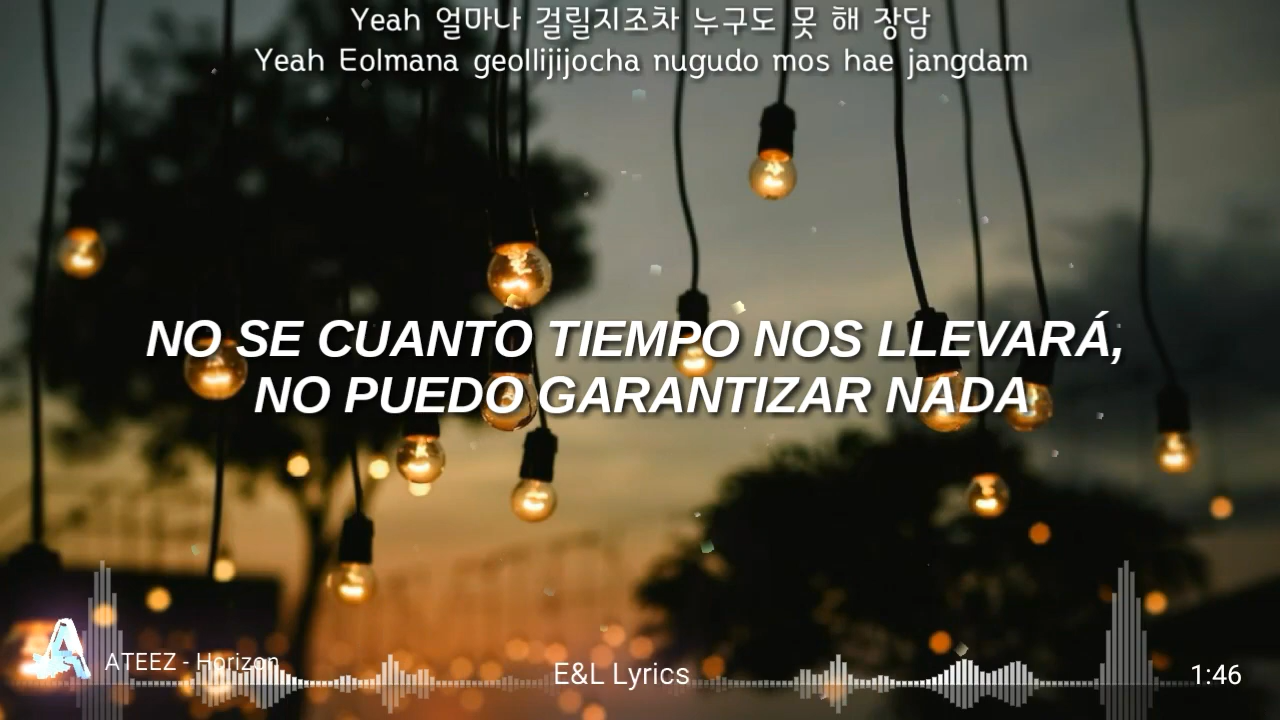 Yeah 얼마나 걸릴지조차 누구도 못 해 장담
Yeah Eolmana geollijijocha nugudo mos hae jangdam
NO SE CUANTO TIEMPO NOS LLEVARÁ,
NO PUEDO GARANTIZAR NADA
A
ATEEZ - Horizon
E&L Lyrics
1:46